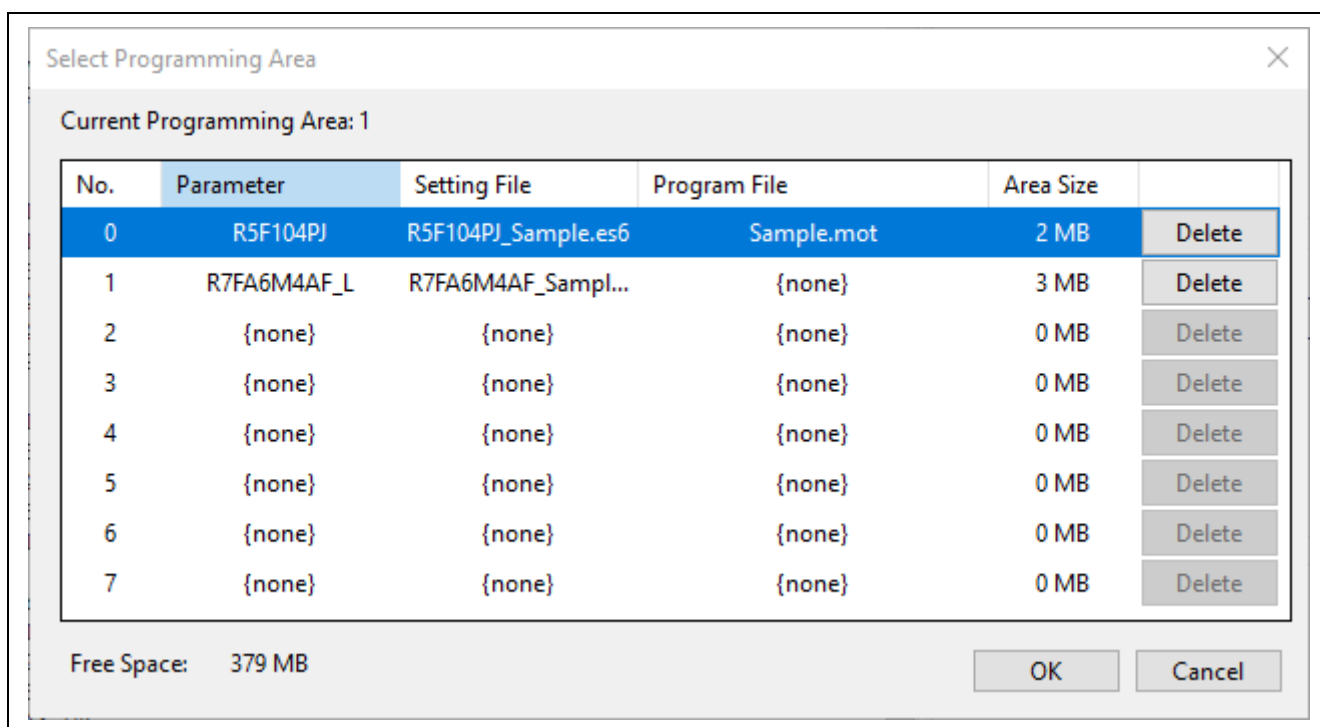 Select Programming Area
Current Programming Area: 1
No. Parameter Setting File Program File Area Size
0 R5F104PJ R5F104PJ_Sample.es6 Sample.mot 2 MB Delete
1 R7FA6M4AF_L R7FA6M4AF_Sampl... {none} 3 MB Delete
2 {none} {none} {none} 0 MB Delete
3 {none} {none} {none} 0 MB Delete
4 {none} {none} {none} 0 MB Delete
5 {none} {none} {none} 0 MB Delete
6 {none} {none} {none} 0 MB Delete
7 {none} {none} {none} 0 MB Delete
Free Space: 379 MB OK Cancel